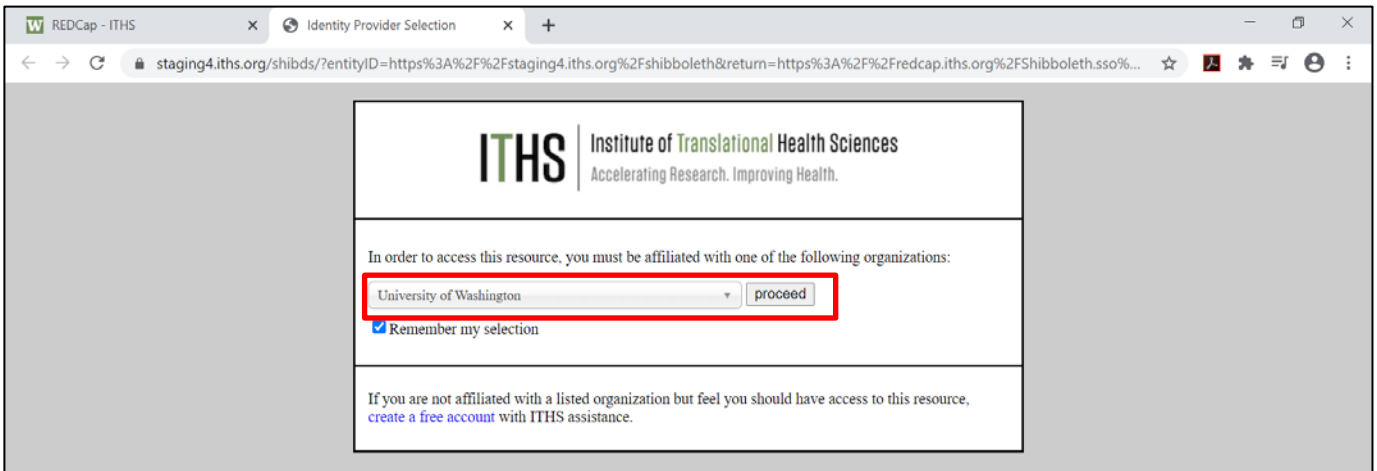 W REDCap - ITHS
Identity Provider Selection
staging4.iths.org/shibds/?entityID=https%3A%2F%2Fstaging4.iths.org%2Fshibboleth&return=https%3A%2F%2Fredcap.iths.org%2FShibboleth.sso%...
ITHS
Institute of Translational Health Sciences
Accelerating Research. Improving Health.
In order to access this resource, you must be affiliated with one of the following organizations:
University of Washington
proceed
Remember my selection
If you are not affiliated with a listed organization but feel you should have access to this resource,
create a free account with ITHS assistance.